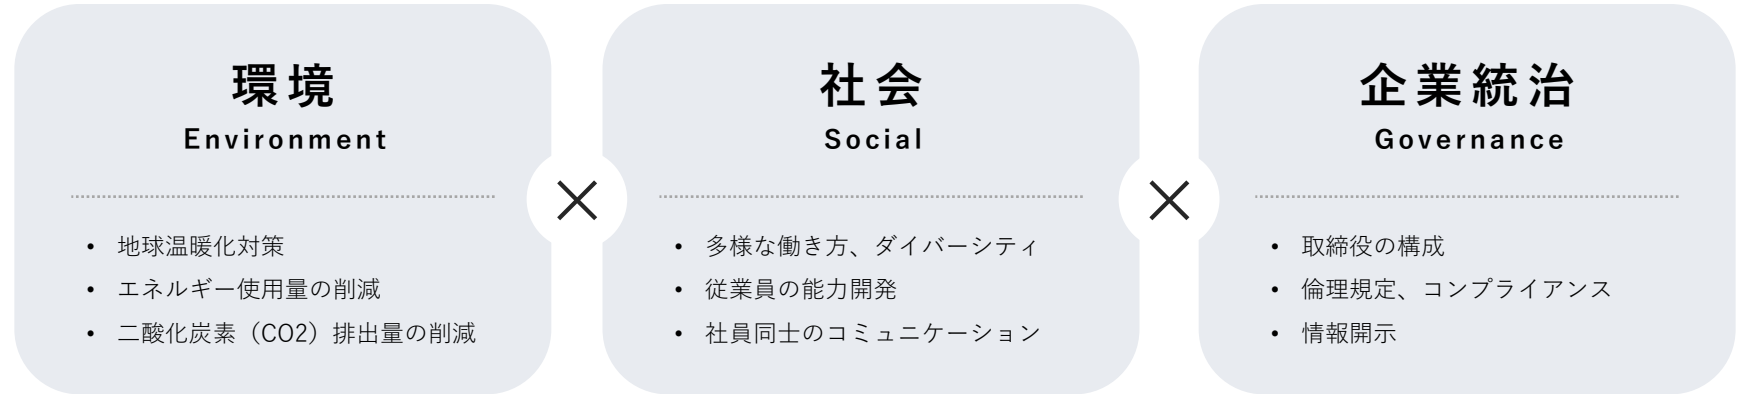 環境
Environment
• 地球温暖化対策
• エネルギー使用量の削減
• 二酸化炭素（CO2）排出量の削減
×
社会
Social
• 多様な働き方、ダイバーシティ
• 従業員の能力開発
• 社員同士のコミュニケーション
×
企業統治
Governance
• 取締役の構成
• 倫理規定、コンプライアンス
• 情報開示